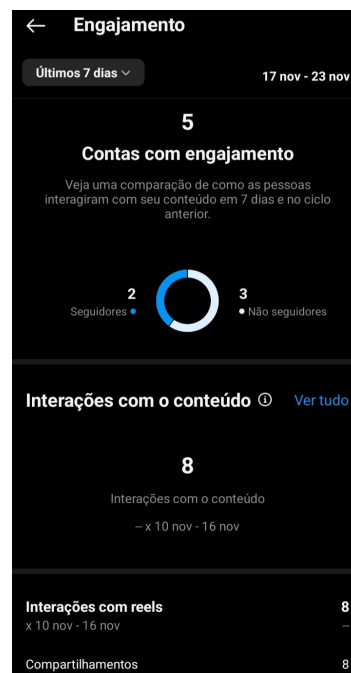 Engajamento
Últimos 7 dias
17 nov - 23 nov
5
Contas com engajamento
Veja uma comparação de como as pessoas
interagiram com seu conteúdo em 7 dias e no ciclo
anterior.
2
Seguidores
3
Não seguidores
Interações com o conteúdo
Ver tudo
8
Interações com o conteúdo
-- x 10 nov - 16 nov
Interações com reels 8
x 10 nov - 16 nov --
Compartilhamentos 8